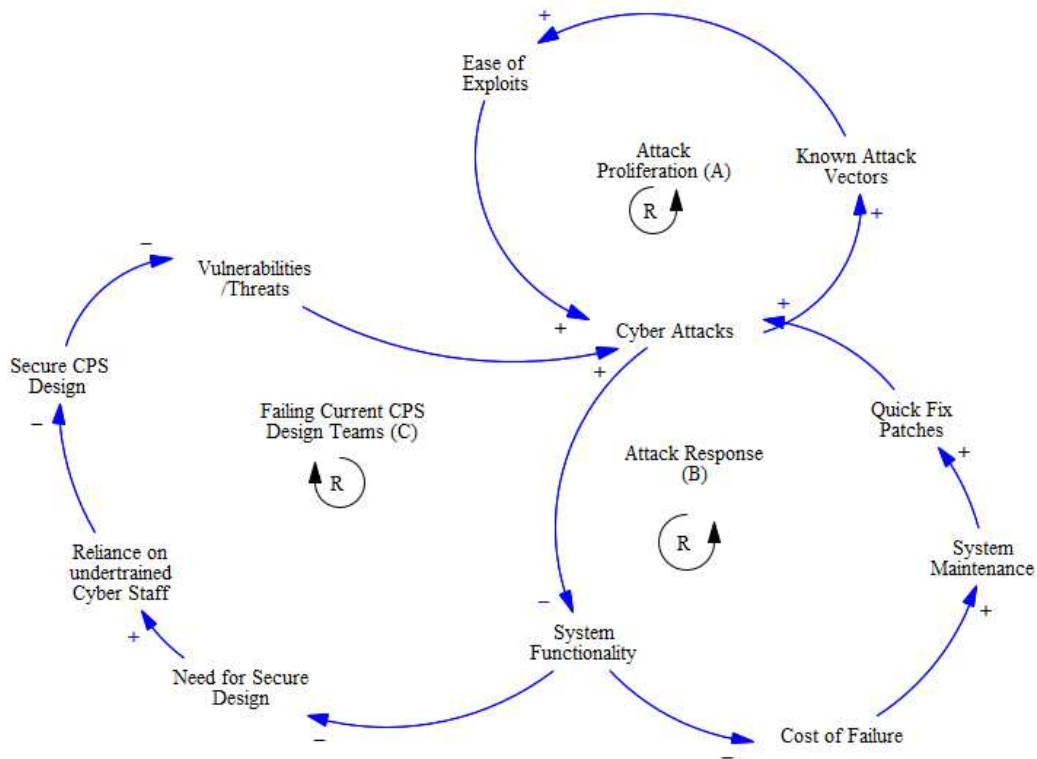 +
Ease of
Exploits
Attack
Proliferation (A)
R
Known Attack
Vectors
+
−
Vulnerabilities
/Threats
+
+
Cyber Attacks
+
Secure CPS
Design
−
Failing Current CPS
Design Teams (C)
R
Quick Fix
Patches
+
Attack Response
(B)
R
Reliance on
undertrained
Cyber Staff
+
System
Maintenance
+
−
System
Functionality
Need for Secure
Design
−
Cost of Failure
−